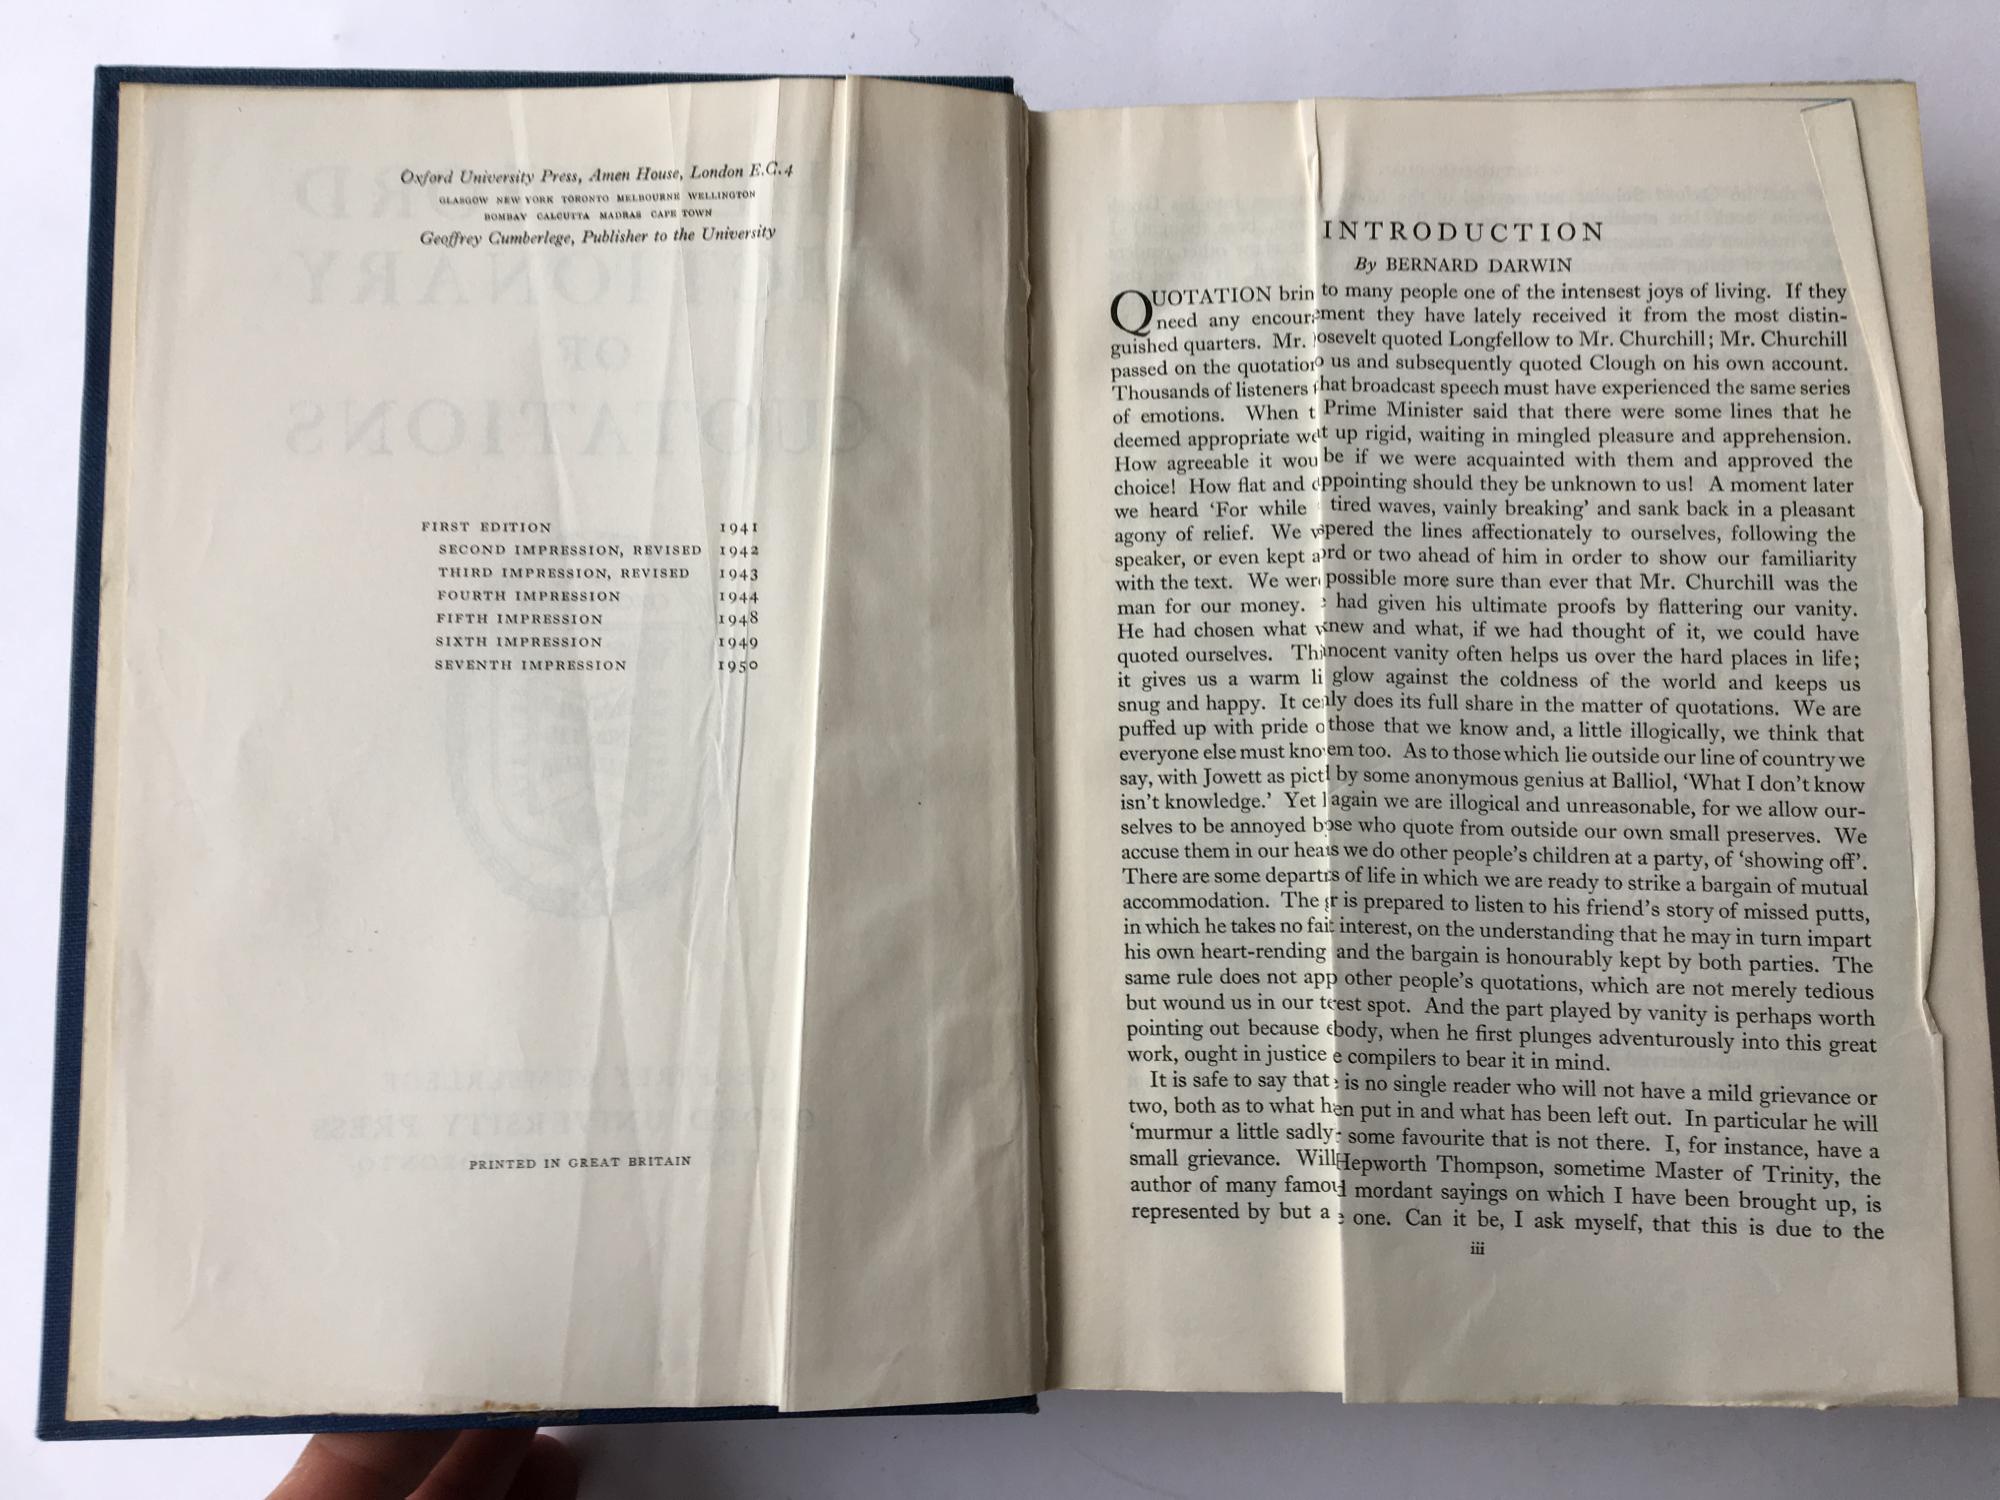 Oxford University Press, Amen House, London E.C.4
GLASGOW NEW YORK TORONTO MELBOURNE WELLINGTON
BOMBAY CALCUTTA MADRAS CAPE TOWN
Geoffrey Cumberlege, Publisher to the University
FIRST EDITION 1941
SECOND IMPRESSION, REVISED 1942
THIRD IMPRESSION, REVISED 1943
FOURTH IMPRESSION 1944
FIFTH IMPRESSION 1948
SIXTH IMPRESSION 1949
SEVENTH IMPRESSION 1950
PRINTED IN GREAT BRITAIN
INTRODUCTION
By BERNARD DARWIN
QUOTATION brin to many people one of the intensest joys of living. If they
need any encour ment they have lately received it from the most distin-
guished quarters. Mr. osevelt quoted Longfellow to Mr. Churchill; Mr. Churchill
passed on the quotatio us and subsequently quoted Clough on his own account.
Thousands of listeners hat broadcast speech must have experienced the same series
of emotions. When t Prime Minister said that there were some lines that he
deemed appropriate we t up rigid, waiting in mingled pleasure and apprehension.
How agreeable it wou be if we were acquainted with them and approved the
choice! How flat and ppointing should they be unknown to us! A moment later
we heard ‘For while tired waves, vainly breaking’ and sank back in a pleasant
agony of relief. We pered the lines affectionately to ourselves, following the
speaker, or even kept a rd or two ahead of him in order to show our familiarity
with the text. We wer possible more sure than ever that Mr. Churchill was the
man for our money. had given his ultimate proofs by flattering our vanity.
He had chosen what knew and what, if we had thought of it, we could have
quoted ourselves. Th nocent vanity often helps us over the hard places in life;
it gives us a warm li glow against the coldness of the world and keeps us
snug and happy. It ce ly does its full share in the matter of quotations. We are
puffed up with pride o those that we know and, a little illogically, we think that
everyone else must kno em too. As to those which lie outside our line of country we
say, with Jowett as pict by some anonymous genius at Balliol, ‘What I don’t know
isn’t knowledge.’ Yet again we are illogical and unreasonable, for we allow our-
selves to be annoyed b ose who quote from outside our own small preserves. We
accuse them in our hea s we do other people’s children at a party, of ‘showing off’.
There are some depart s of life in which we are ready to strike a bargain of mutual
accommodation. The r is prepared to listen to his friend’s story of missed putts,
in which he takes no fai t interest, on the understanding that he may in turn impart
his own heart-rending and the bargain is honourably kept by both parties. The
same rule does not app other people’s quotations, which are not merely tedious
but wound us in our te est spot. And the part played by vanity is perhaps worth
pointing out because body, when he first plunges adventurously into this great
work, ought in justice e compilers to bear it in mind.
It is safe to say that is no single reader who will not have a mild grievance or
two, both as to what h en put in and what has been left out. In particular he will
‘murmur a little sadly some favourite that is not there. I, for instance, have a
small grievance. Will Hepworth Thompson, sometime Master of Trinity, the
author of many famou mordant sayings on which I have been brought up, is
represented by but a one. Can it be, I ask myself, that this is due to the
iii